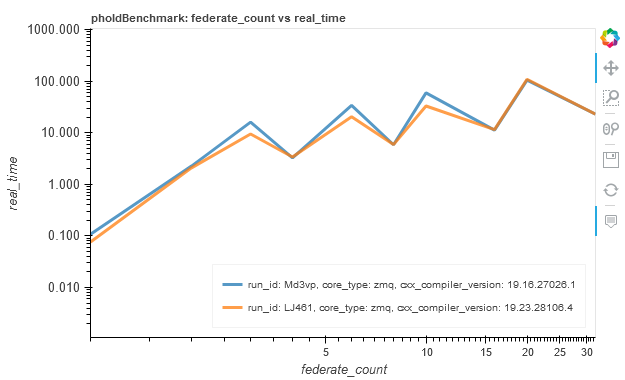 pholdBenchmark: federate_count vs real_time
1000.000
100.000
10.000
1.000
0.100
0.010
real_time
run_id: Md3vp, core_type: zmq, cxx_compiler_version: 19.16.27026.1
run_id: LJ461, core_type: zmq, cxx_compiler_version: 19.23.28106.4
5 10 15 20 25 30
federate_count